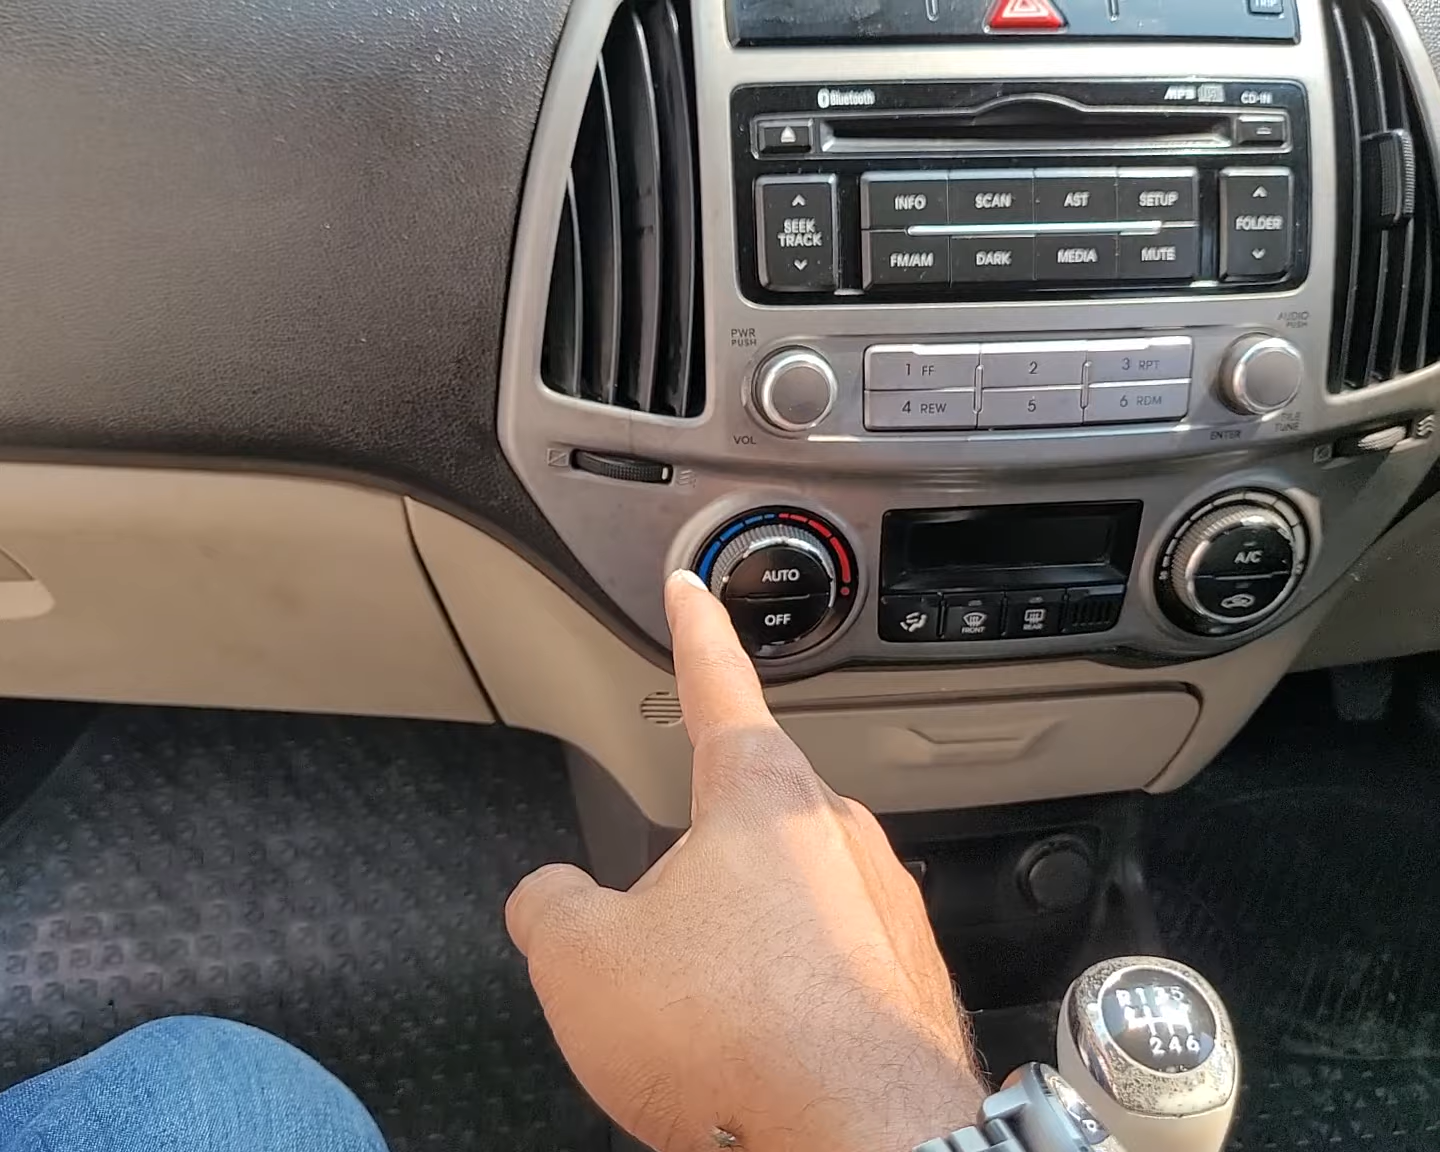 TRIP
Bluetooth
MP3
CD-IN
INFO SCAN AST SETUP
SEEK
TRACK
FOLDER
FM/AM DARK MEDIA MUTE
PWR
PUSH
AUDIO
PUSH
1 FF 2 3 RPT
4 REW 5 6 RDM
VOL
ENTER
FILE
TUNE
AUTO
OFF
A/C
FRONT
REAR
R 1 3 5
2 4 6